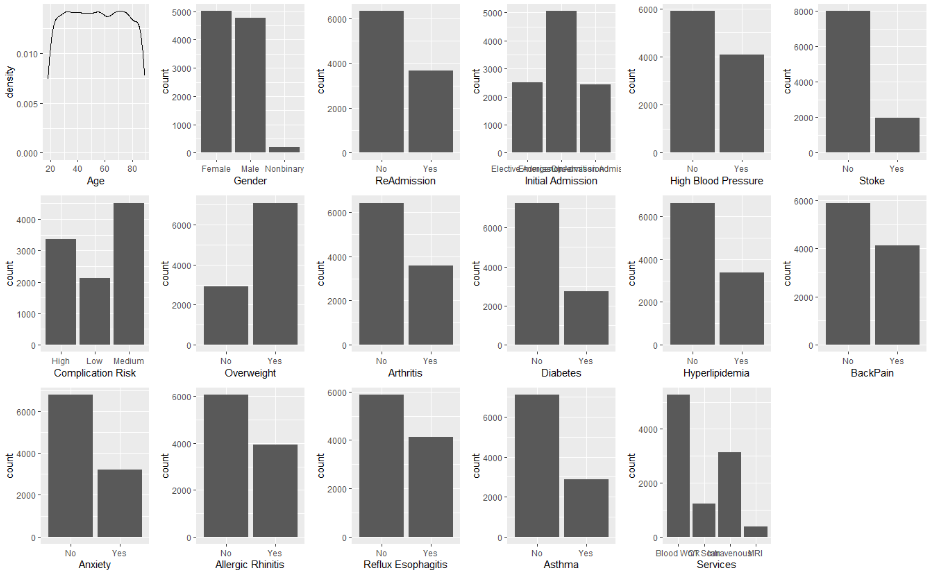 density
0.010
0.005
0.000
20 40 60 80
Age
count
5000
4000
3000
2000
1000
0
Female Male Nonbinary
Gender
count
6000
4000
2000
0
No Yes
ReAdmission
count
5000
4000
3000
2000
1000
0
Initial Admission
count
6000
4000
2000
0
No Yes
High Blood Pressure
count
8000
6000
4000
2000
0
No Yes
Stoke
count
4000
3000
2000
1000
0
High Low Medium
Complication Risk
count
6000
4000
2000
0
No Yes
Overweight
count
6000
4000
2000
0
No Yes
Arthritis
count
6000
4000
2000
0
No Yes
Diabetes
count
6000
4000
2000
0
No Yes
Hyperlipidemia
count
6000
4000
2000
0
No Yes
BackPain
count
6000
4000
2000
0
No Yes
Anxiety
count
6000
4000
2000
0
No Yes
Allergic Rhinitis
count
6000
4000
2000
0
No Yes
Reflux Esophagitis
count
6000
4000
2000
0
No Yes
Asthma
count
4000
2000
0
Blood Work CT Scan Intravenous MRI
Services